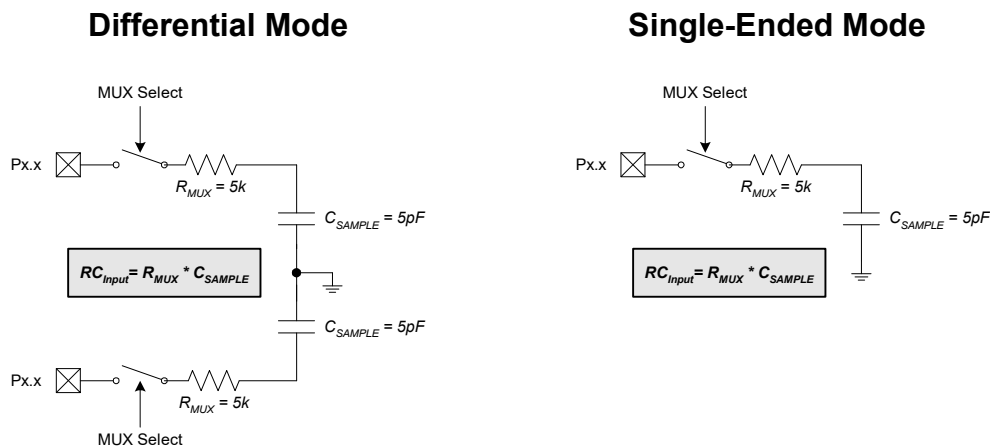 Differential Mode
MUX Select
Px.x
R_MUX = 5k
C_SAMPLE = 5pF
RC_Input = R_MUX * C_SAMPLE
C_SAMPLE = 5pF
Px.x
R_MUX = 5k
MUX Select
Single-Ended Mode
MUX Select
Px.x
R_MUX = 5k
C_SAMPLE = 5pF
RC_Input = R_MUX * C_SAMPLE